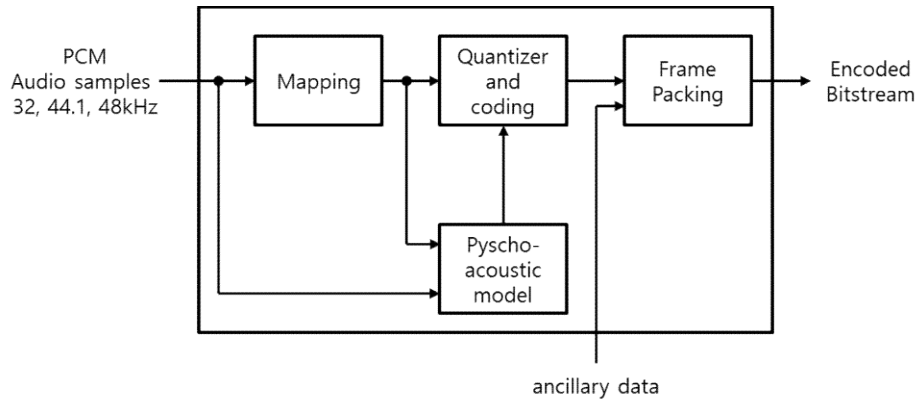 PCM
Audio samples
32, 44.1, 48kHz
Mapping
Quantizer
and
coding
Frame
Packing
Encoded
Bitstream
Pyscho-
acoustic
model
ancillary data